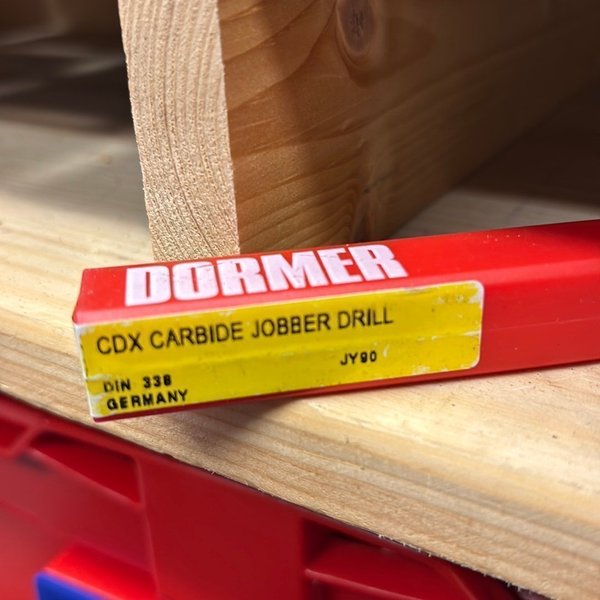 DORMER
CDX CARBIDE JOBBER DRILL
DIN 338 JY90
GERMANY